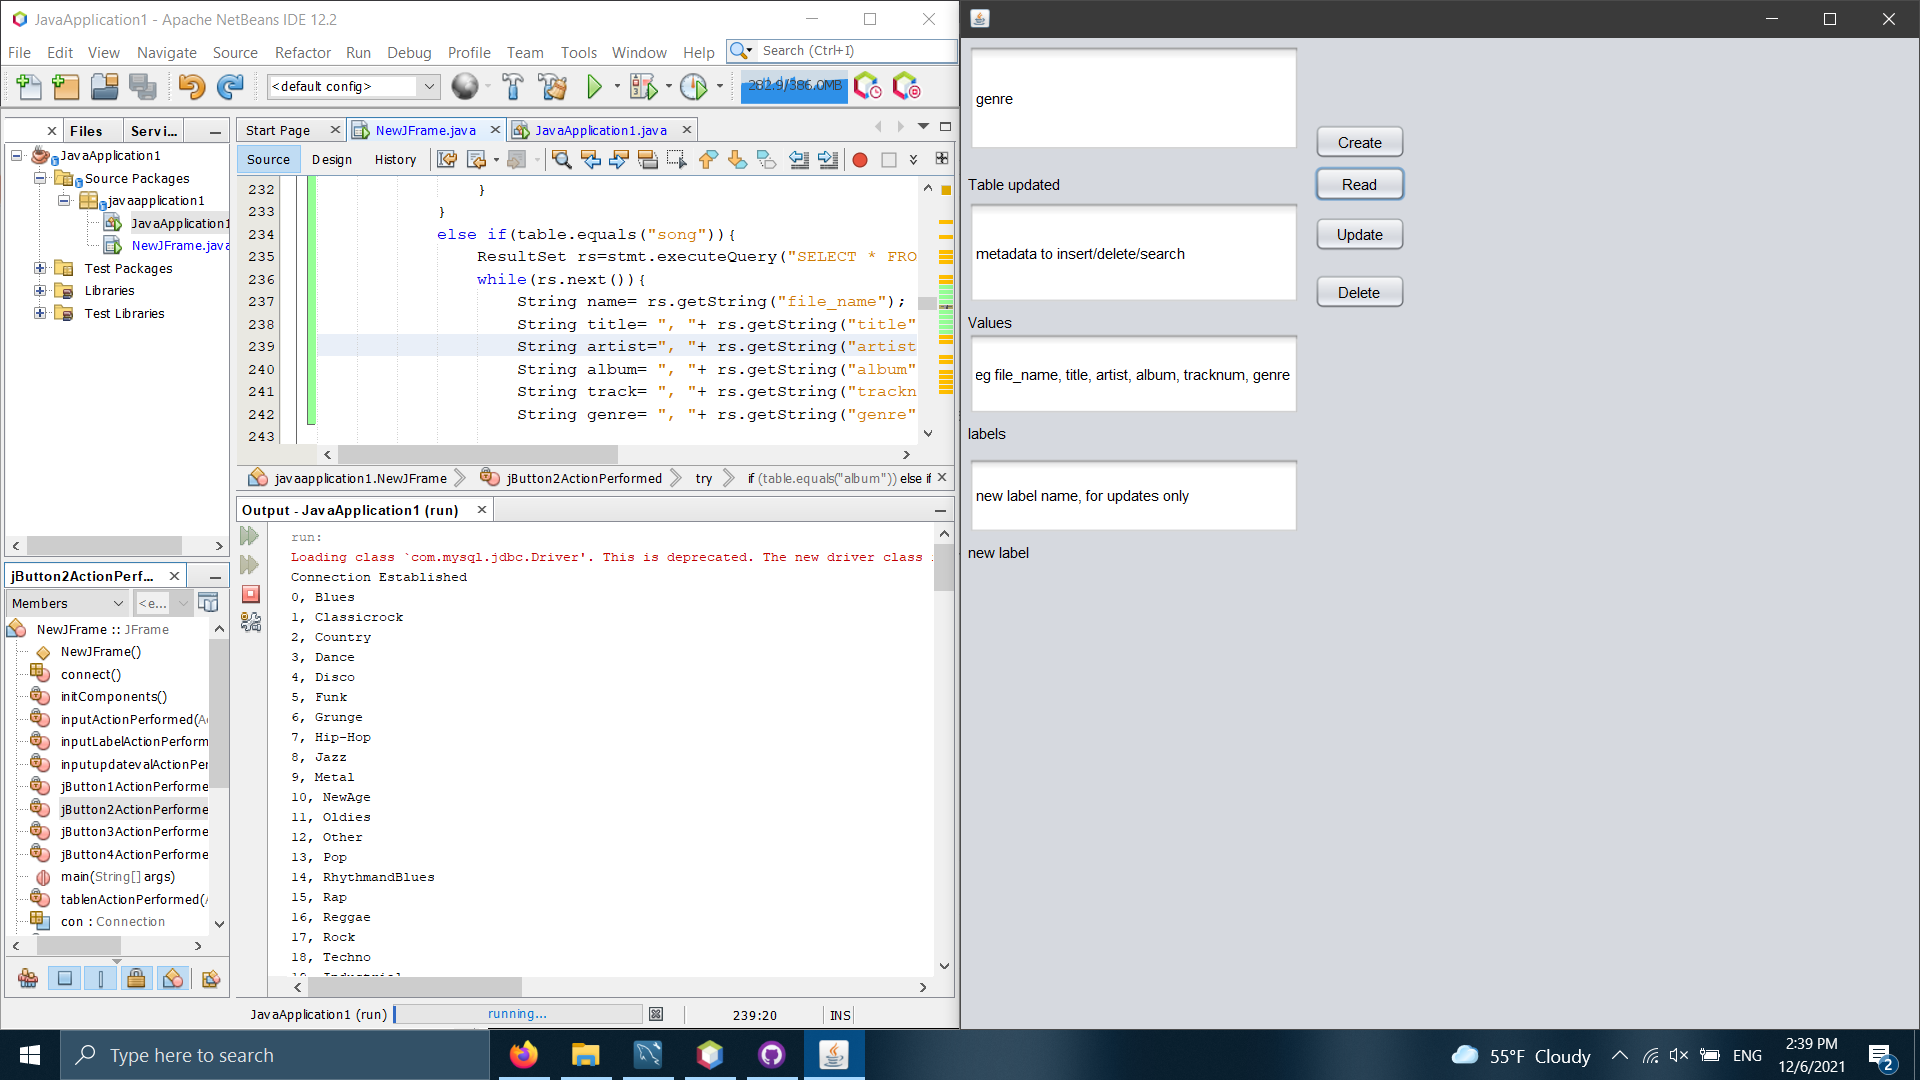 JavaApplication1 - Apache NetBeans IDE 12.2
File Edit View Navigate Source Refactor Run Debug Profile Team Tools Window Help
Search (Ctrl+I)
<default config>
282.9/386.0MB
Files
Servi...
Start Page
NewJFrame.java
JavaApplication1.java
Source
Design
History
JavaApplication1
Source Packages
javaapplication1
JavaApplication1
NewJFrame.java
Test Packages
Libraries
Test Libraries
232 }
233 }
234 else if(table.equals("song")){
235 ResultSet rs=stmt.executeQuery("SELECT * FRO
236 while(rs.next()){
237 String name= rs.getString("file_name");
238 String title= ", "+ rs.getString("title"
239 String artist=", "+ rs.getString("artist
240 String album= ", "+ rs.getString("album"
241 String track= ", "+ rs.getString("trackn
242 String genre= ", "+ rs.getString("genre"
243
javaapplication1.NewJFrame
jButton2ActionPerformed
try
if (table.equals("album")) else if
jButton2ActionPerf...
Members
<e...
NewJFrame :: JFrame
NewJFrame()
connect()
initComponents()
inputActionPerformed(Ac
inputLabelActionPerform
inputupdatevalActionPer
jButton1ActionPerforme
jButton2ActionPerforme
jButton3ActionPerforme
jButton4ActionPerforme
main(String[] args)
tablenActionPerformed(
con : Connection
Output - JavaApplication1 (run)
run:
Loading class `com.mysql.jdbc.Driver'. This is deprecated. The new driver class
Connection Established
0, Blues
1, Classicrock
2, Country
3, Dance
4, Disco
5, Funk
6, Grunge
7, Hip-Hop
8, Jazz
9, Metal
10, NewAge
11, Oldies
12, Other
13, Pop
14, RhythmandBlues
15, Rap
16, Reggae
17, Rock
18, Techno
19, Industrial
JavaApplication1 (run)
running...
239:20
INS
genre
Table updated
metadata to insert/delete/search
Values
eg file_name, title, artist, album, tracknum, genre
labels
new label name, for updates only
new label
Create
Read
Update
Delete
Type here to search
55°F Cloudy
ENG
2:39 PM
12/6/2021
2